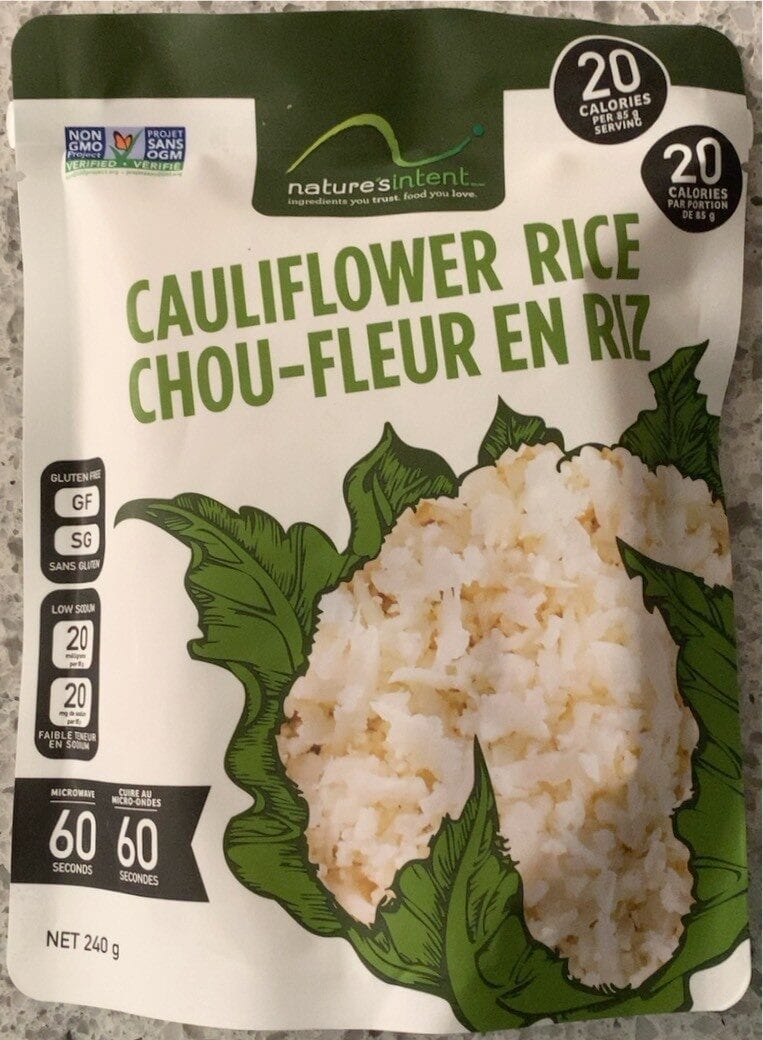 20
CALORIES
PER 85 g
SERVING
20
CALORIES
PAR PORTION
DE 85 g
NON
GMO
Project
VERIFIED
PROJET
SANS
OGM
VÉRIFIÉ
nature's intent
ingredients you trust. food you love.
CAULIFLOWER RICE
CHOU-FLEUR EN RIZ
GLUTEN FREE
GF
SG
SANS GLUTEN
LOW SODIUM
20
20
FAIBLE TENEUR
EN SODIUM
MICROWAVE
60
SECONDS
CUIRE AU
MICRO-ONDES
60
SECONDES
NET 240 g